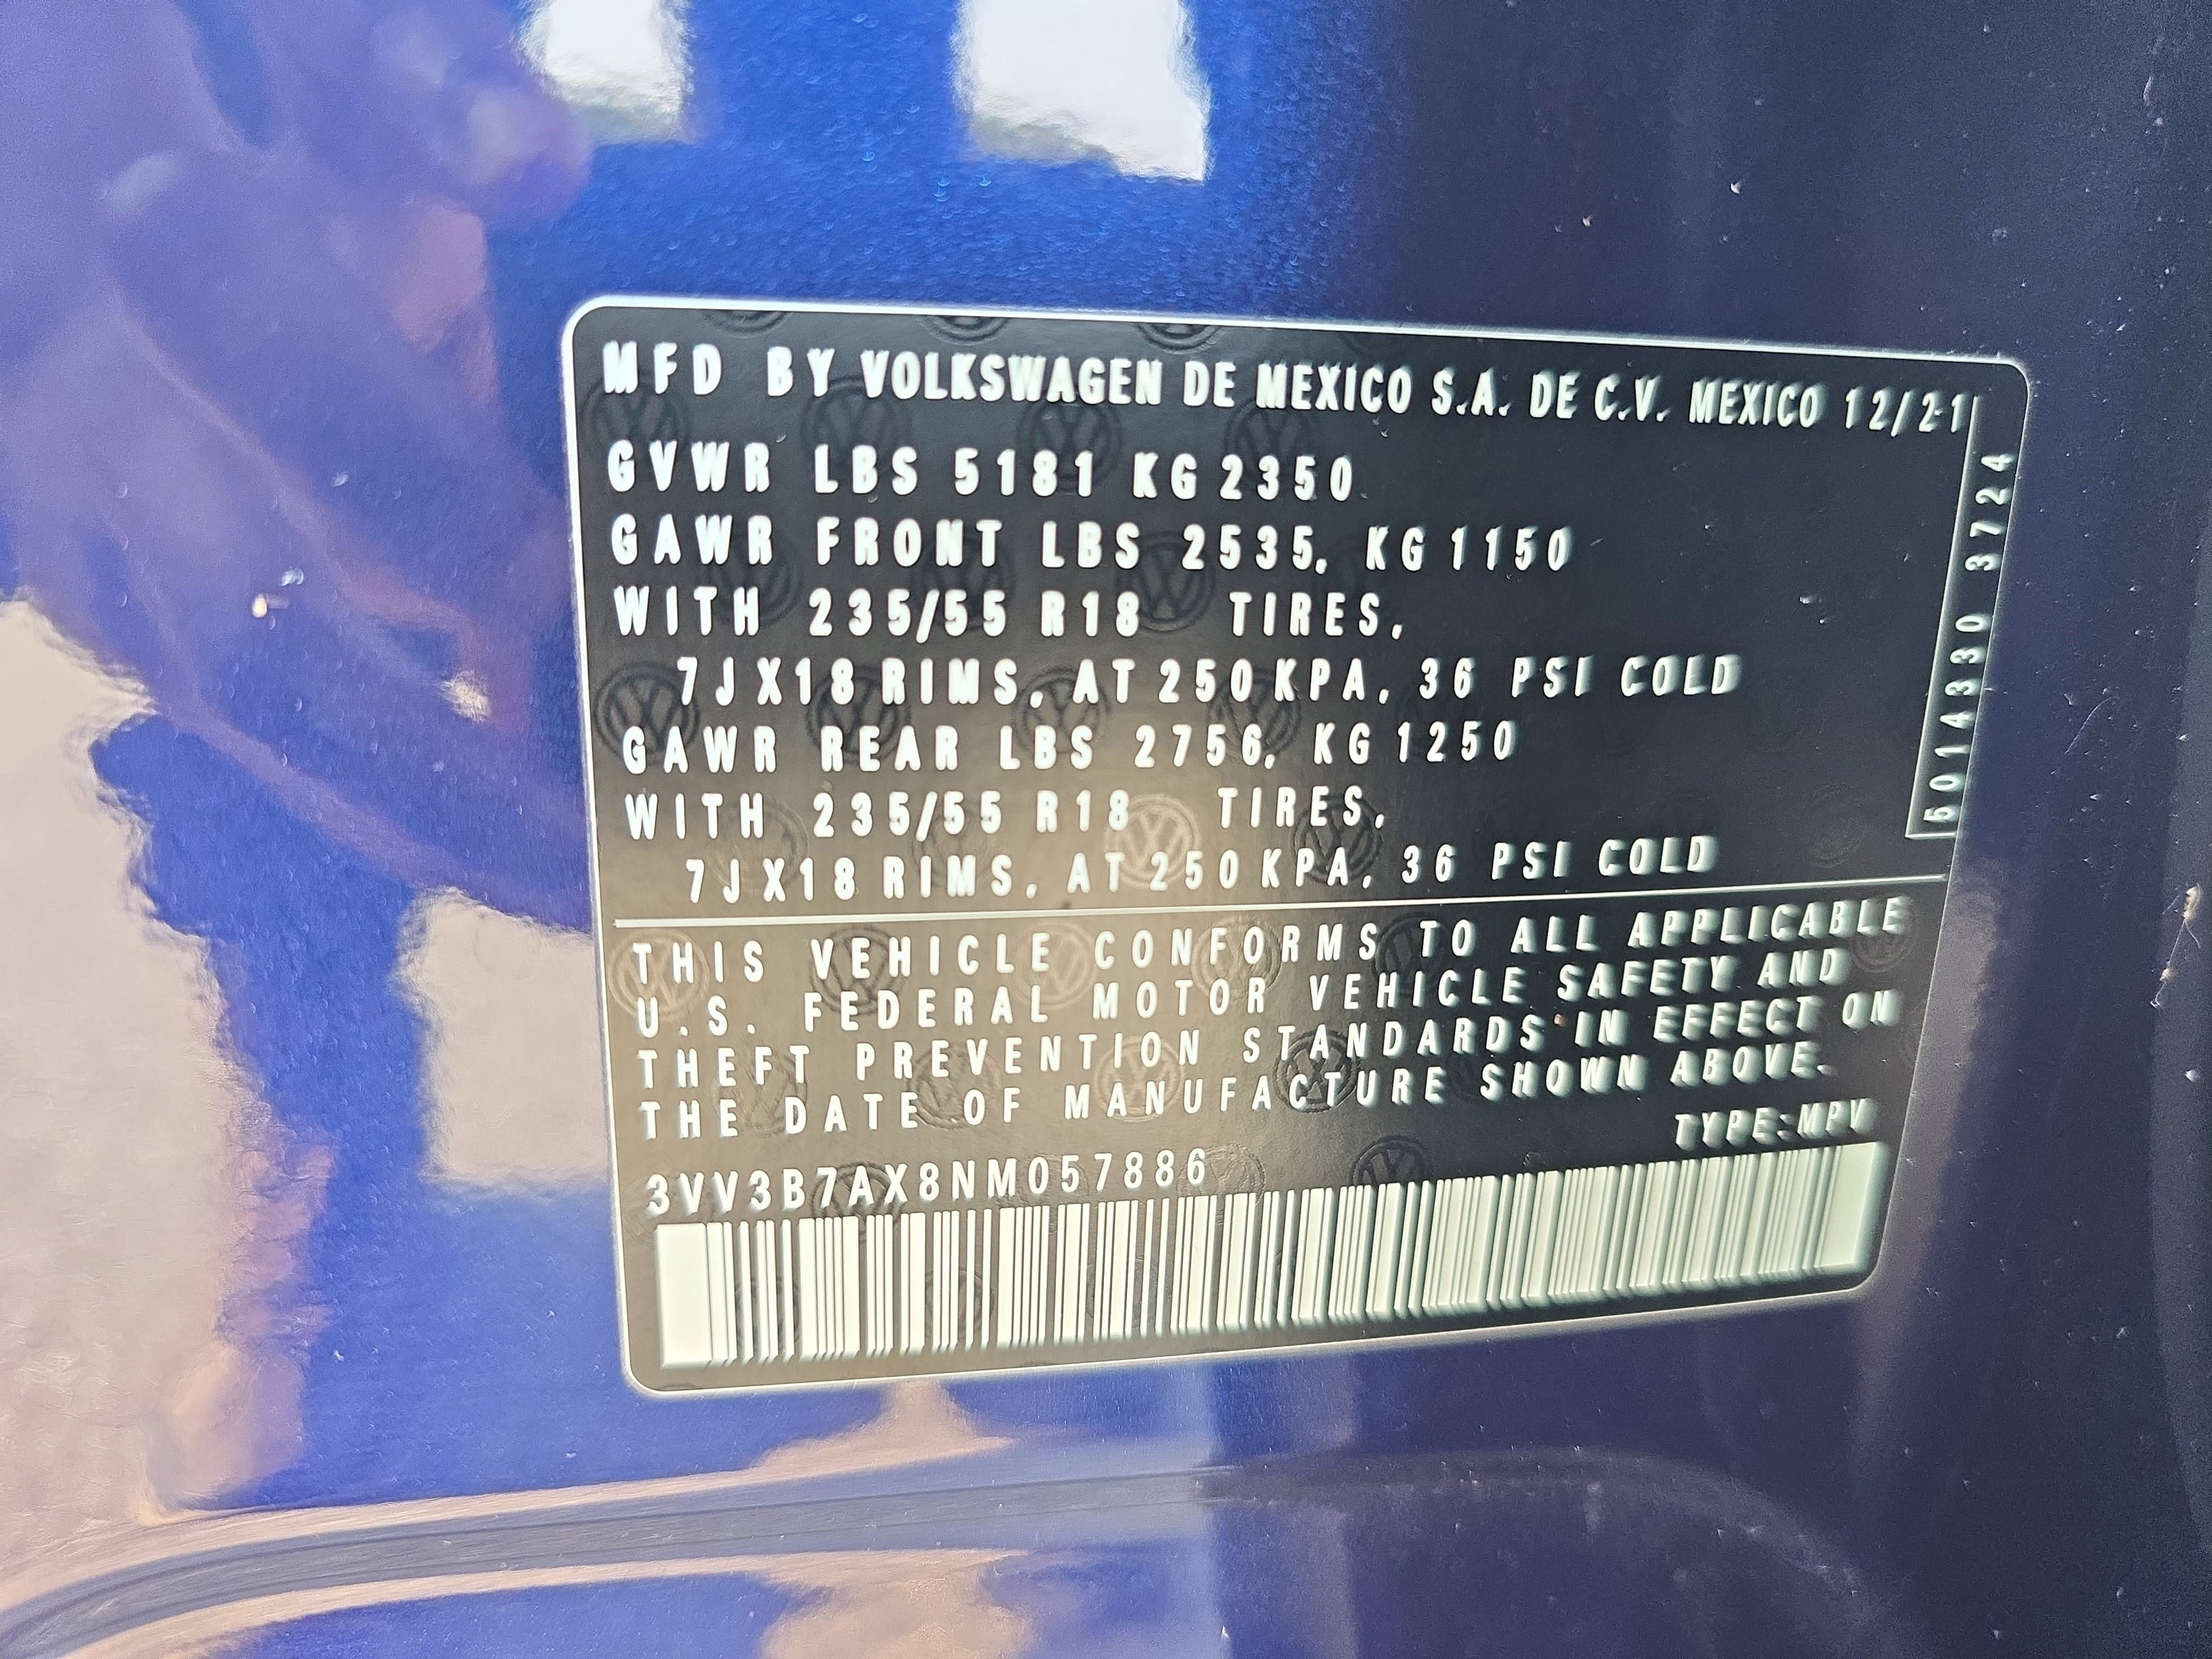 MFD BY VOLKSWAGEN DE MEXICO S.A. DE C.V. MEXICO 12/21
GVWR LBS 5181 KG 2350
GAWR FRONT LBS 2535, KG 1150
WITH 235/55 R18 TIRES,
7JX18 RIMS, AT 250 KPA, 36 PSI COLD
GAWR REAR LBS 2756, KG 1250
WITH 235/55 R18 TIRES,
7JX18 RIMS, AT 250 KPA, 36 PSI COLD
5014330 3724
THIS VEHICLE CONFORMS TO ALL APPLICABLE
U.S. FEDERAL MOTOR VEHICLE SAFETY AND
THEFT PREVENTION STANDARDS IN EFFECT ON
THE DATE OF MANUFACTURE SHOWN ABOVE.
TYPE:MPV
3VV3B7AX8NM057886